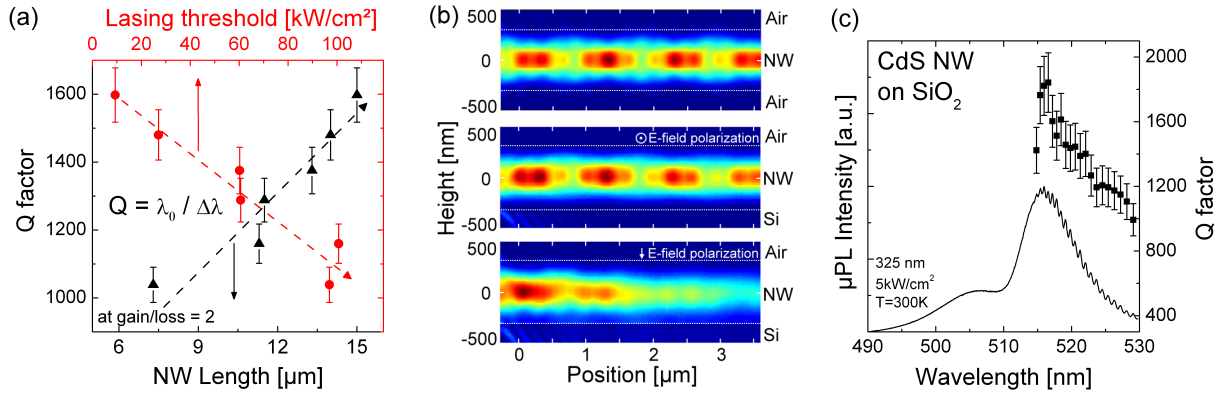 (a)
Lasing threshold [kW/cm²]
0 20 40 60 80 100
1600
1400
1200
1000
Q factor
Q = λ₀ / Δλ
at gain/loss = 2
6 9 12 15
NW Length [µm]
(b)
500
0
-500
Air
NW
Air
500
0
-500
Air
E-field polarization
NW
Si
500
0
-500
Air
E-field polarization
NW
Si
Height [nm]
0 1 2 3
Position [µm]
(c)
CdS NW
on SiO₂
µPL Intensity [a.u.]
325 nm
5kW/cm²
T=300K
2000
1600
1200
800
400
Q factor
490 500 510 520 530
Wavelength [nm]